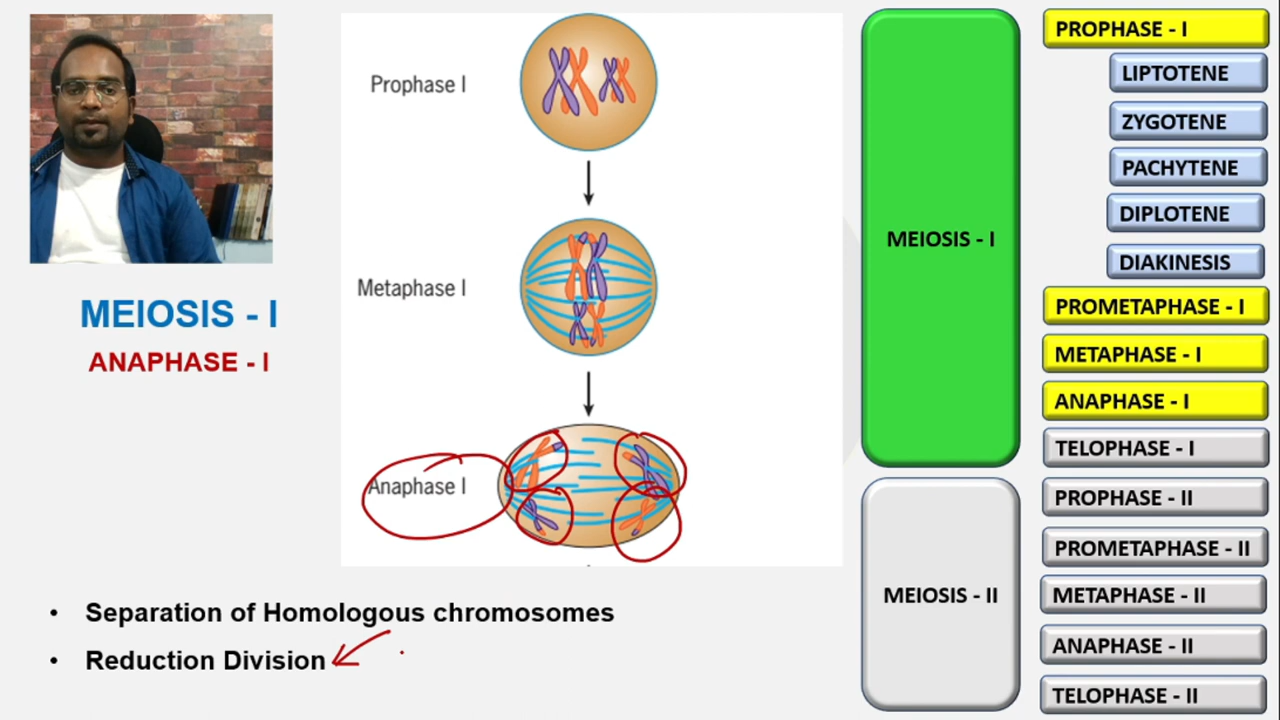 Prophase I
Metaphase I
Anaphase I
MEIOSIS - I
ANAPHASE - I
• Separation of Homologous chromosomes
• Reduction Division
MEIOSIS - I
MEIOSIS - II
PROPHASE - I
LIPTOTENE
ZYGOTENE
PACHYTENE
DIPLOTENE
DIAKINESIS
PROMETAPHASE - I
METAPHASE - I
ANAPHASE - I
TELOPHASE - I
PROPHASE - II
PROMETAPHASE - II
METAPHASE - II
ANAPHASE - II
TELOPHASE - II